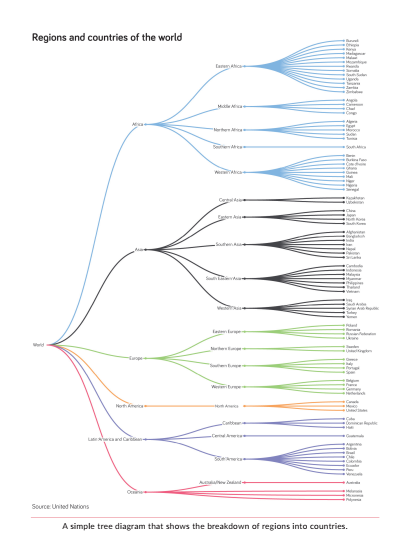 Regions and countries of the world
Burundi
Ethiopia
Kenya
Madagascar
Malawi
Mozambique
Eastern Africa
Rwanda
Somalia
South Sudan
Uganda
Tanzania
Zambia
Zimbabwe
Angola
Cameroon
Middle Africa
Chad
Congo
Algeria
Egypt
Africa
Northern Africa
Morocco
Sudan
Tunisia
Southern Africa
South Africa
Benin
Burkina Faso
Ghana
Western Africa
Guinea
Mali
Niger
Nigeria
Senegal
Central Asia
Kazakhstan
Uzbekistan
China
Eastern Asia
Japan
North Korea
South Korea
Afghanistan
Bangladesh
India
Southern Asia
Iran
Nepal
Pakistan
Sri Lanka
Asia
Cambodia
Indonesia
Malaysia
South Eastern Asia
Myanmar
Philippines
Thailand
Vietnam
Iraq
Saudi Arabia
Western Asia
Syrian Arab Republic
Turkey
Yemen
Poland
Eastern Europe
Romania
Russian Federation
Ukraine
World
Northern Europe
Sweden
United Kingdom
Europe
Greece
Southern Europe
Italy
Portugal
Spain
Belgium
Western Europe
France
Germany
Netherlands
North America
North America
Canada
Mexico
United States
Cuba
Caribbean
Dominican Republic
Haiti
Latin America and Caribbean
Central America
Guatemala
Argentina
Bolivia
Brazil
South America
Chile
Colombia
Ecuador
Peru
Venezuela
Australia/New Zealand
Australia
Oceania
Melanesia
Micronesia
Polynesia
Source: United Nations
A simple tree diagram that shows the breakdown of regions into countries.